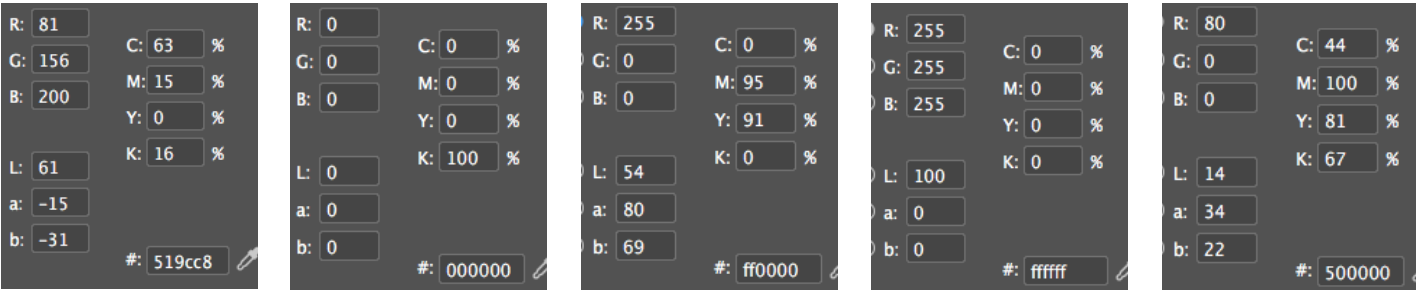 R: 81
G: 156
B: 200
L: 61
a: -15
b: -31
C: 63 %
M: 15 %
Y: 0 %
K: 16 %
#: 519cc8
R: 0
G: 0
B: 0
L: 0
a: 0
b: 0
C: 0 %
M: 0 %
Y: 0 %
K: 100 %
#: 000000
R: 255
G: 0
B: 0
L: 54
a: 80
b: 69
C: 0 %
M: 95 %
Y: 91 %
K: 0 %
#: ff0000
R: 255
G: 255
B: 255
L: 100
a: 0
b: 0
C: 0 %
M: 0 %
Y: 0 %
K: 0 %
#: ffffff
R: 80
G: 0
B: 0
L: 14
a: 34
b: 22
C: 44 %
M: 100 %
Y: 81 %
K: 67 %
#: 500000